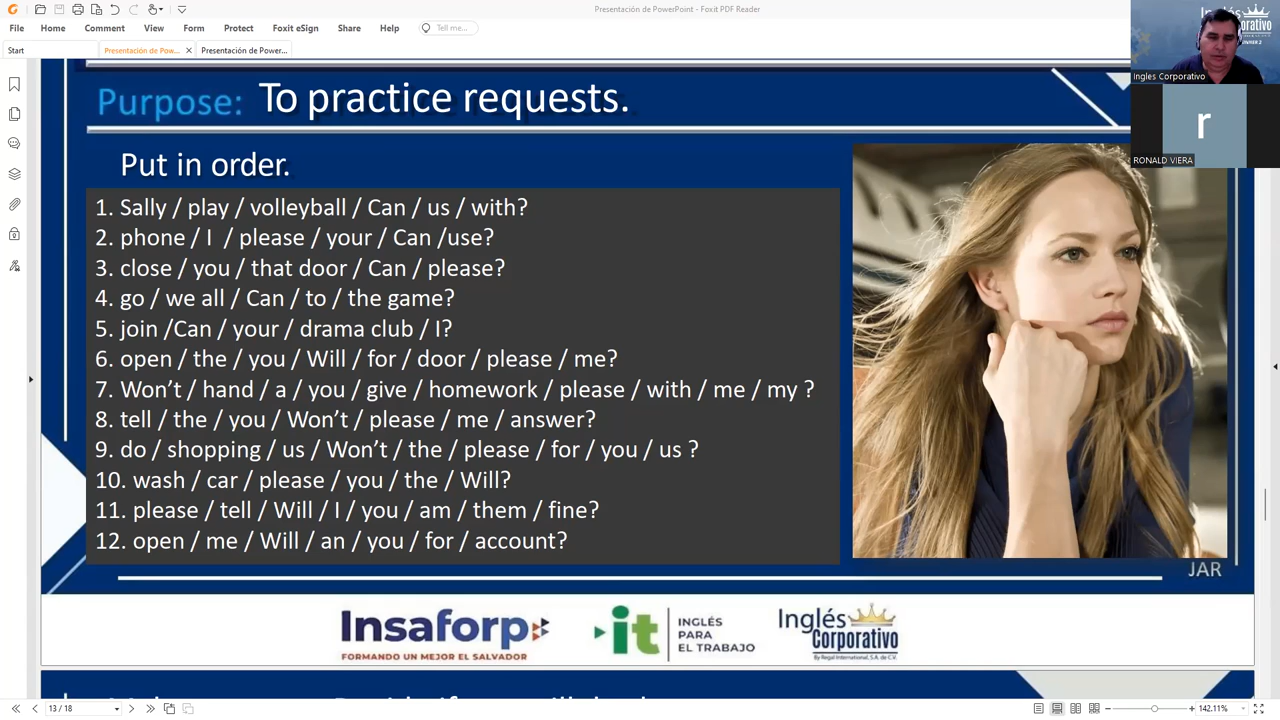 Presentación de PowerPoint - Foxit PDF Reader
File Home Comment View Form Protect Foxit eSign Share Help Tell me...
Start Presentación de Pow... Presentación de Power...
Inglés
Ingles Corporativo
r
RONALD VIERA
Purpose: To practice requests.
Put in order.
1. Sally / play / volleyball / Can / us / with?
2. phone / I / please / your / Can /use?
3. close / you / that door / Can / please?
4. go / we all / Can / to / the game?
5. join /Can / your / drama club / I?
6. open / the / you / Will / for / door / please / me?
7. Won't / hand / a / you / give / homework / please / with / me / my ?
8. tell / the / you / Won't / please / me / answer?
9. do / shopping / us / Won't / the / please / for / you / us ?
10. wash / car / please / you / the / Will?
11. please / tell / Will / I / you / am / them / fine?
12. open / me / Will / an / you / for / account?
JAR
Insaforp
FORMANDO UN MEJOR EL SALVADOR
it
INGLÉS
PARA
EL TRABAJO
Inglés
Corporativo
By Regal International, S.A. de C.V.
13 / 18
142.11%